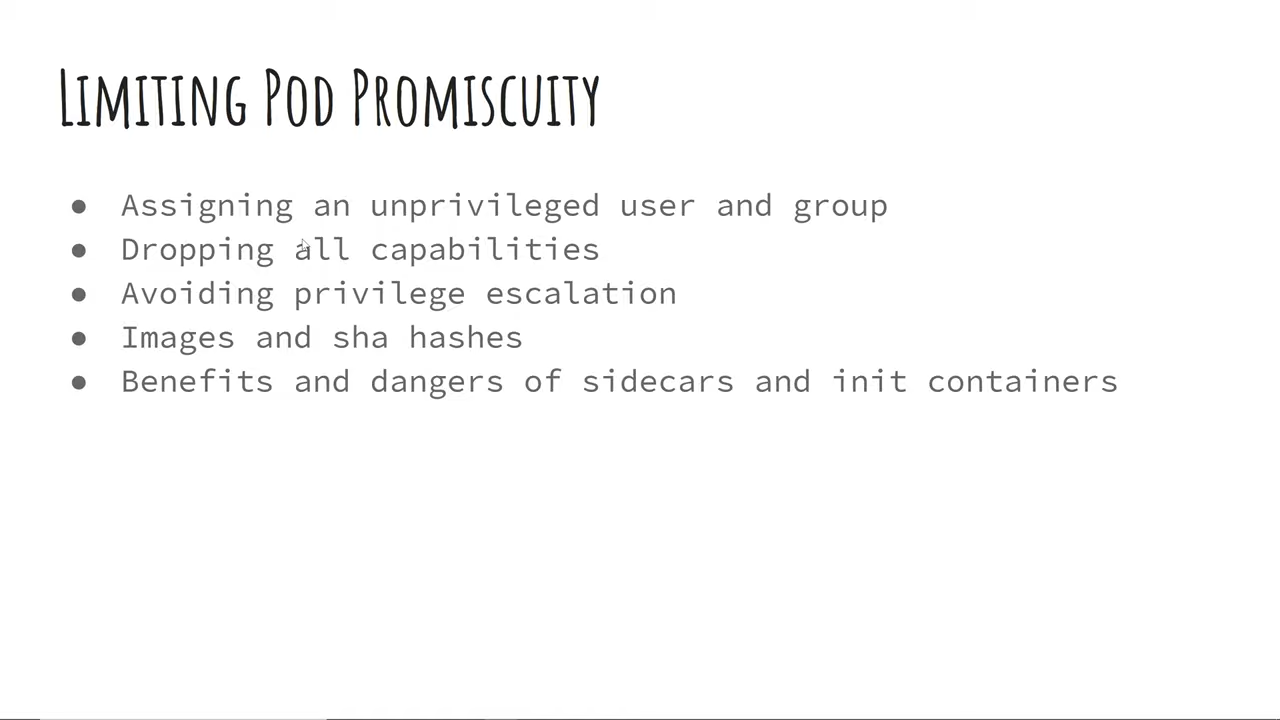 Limiting Pod Promiscuity
● Assigning an unprivileged user and group
● Dropping all capabilities
● Avoiding privilege escalation
● Images and sha hashes
● Benefits and dangers of sidecars and init containers